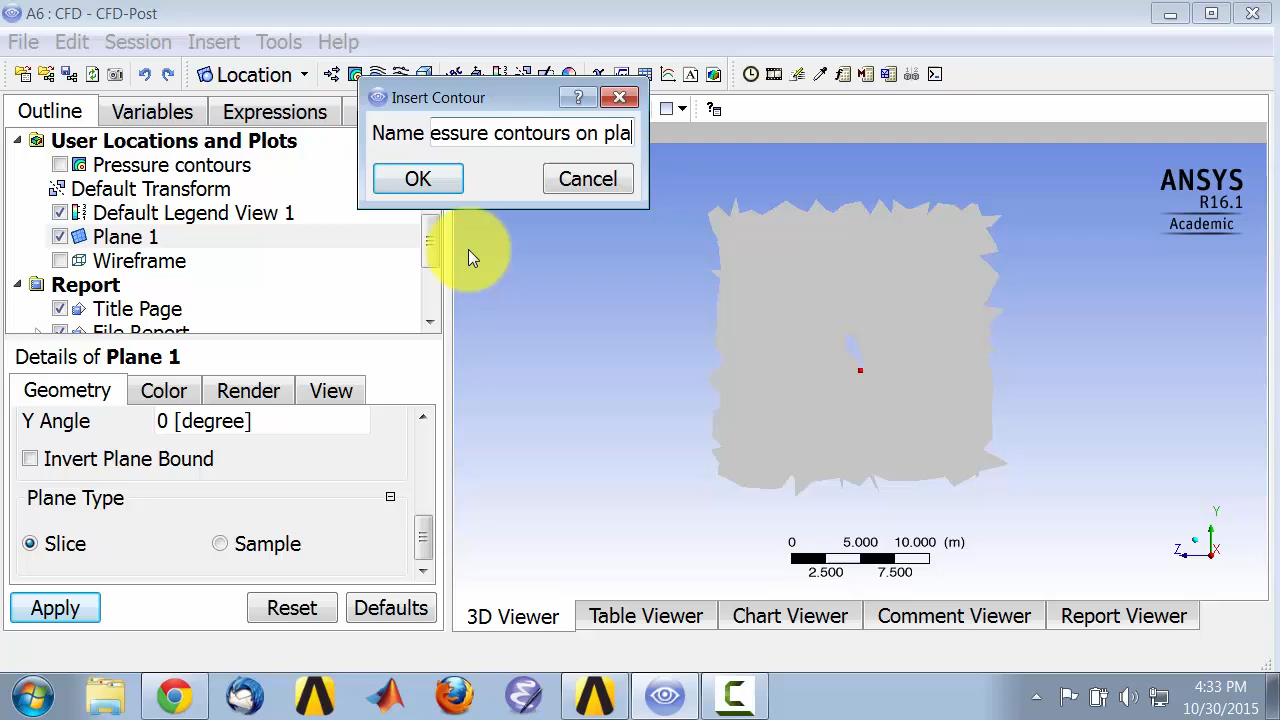 A6 : CFD - CFD-Post
File Edit Session Insert Tools Help
Location
Insert Contour
Name essure contours on pla
OK Cancel
Outline Variables Expressions
User Locations and Plots
Pressure contours
Default Transform
Default Legend View 1
Plane 1
Wireframe
Report
Title Page
File Report
Details of Plane 1
Geometry Color Render View
Y Angle 0 [degree]
Invert Plane Bound
Plane Type
Slice Sample
Apply Reset Defaults
ANSYS
R16.1
Academic
0 5.000 10.000 (m)
2.500 7.500
Y
Z X
3D Viewer Table Viewer Chart Viewer Comment Viewer Report Viewer
4:33 PM
10/30/2015